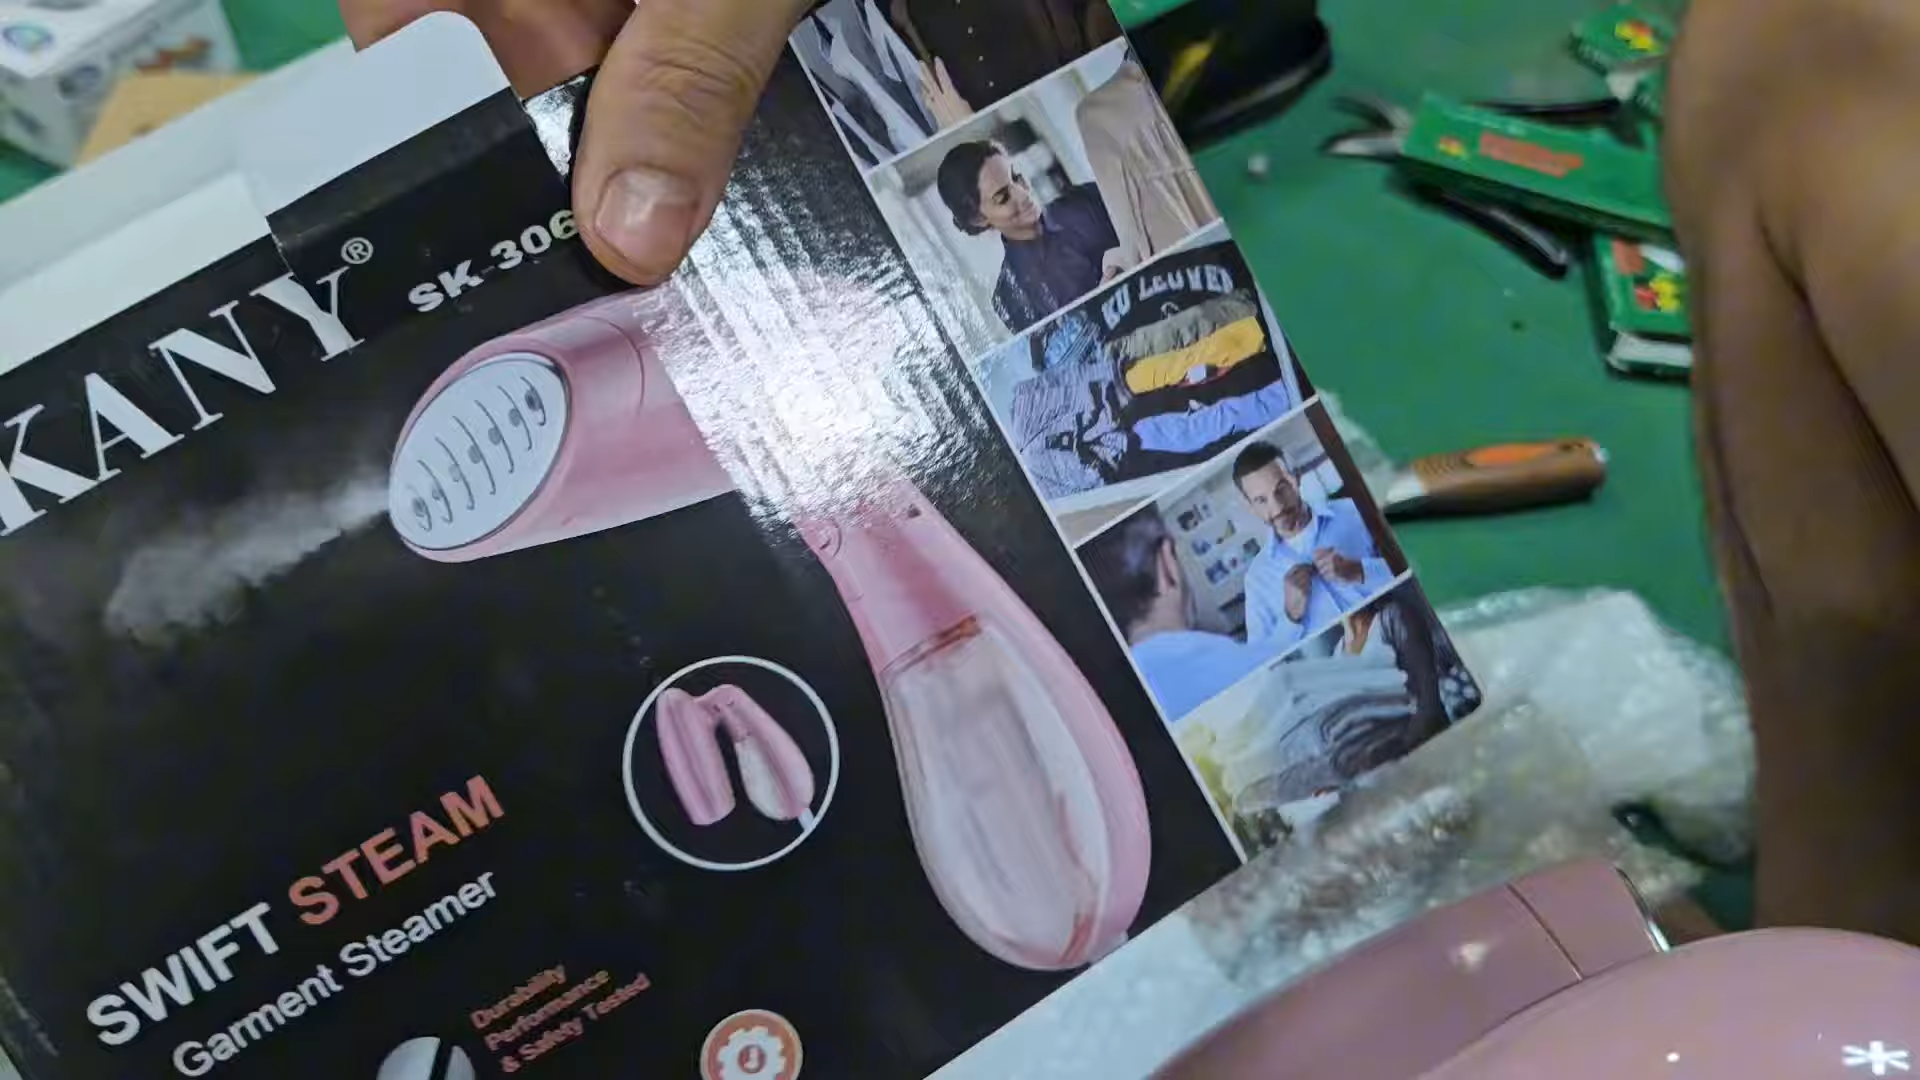 KANY®
SK-306
SWIFT STEAM
Garment Steamer
Durability
Performance
& Safety Tested